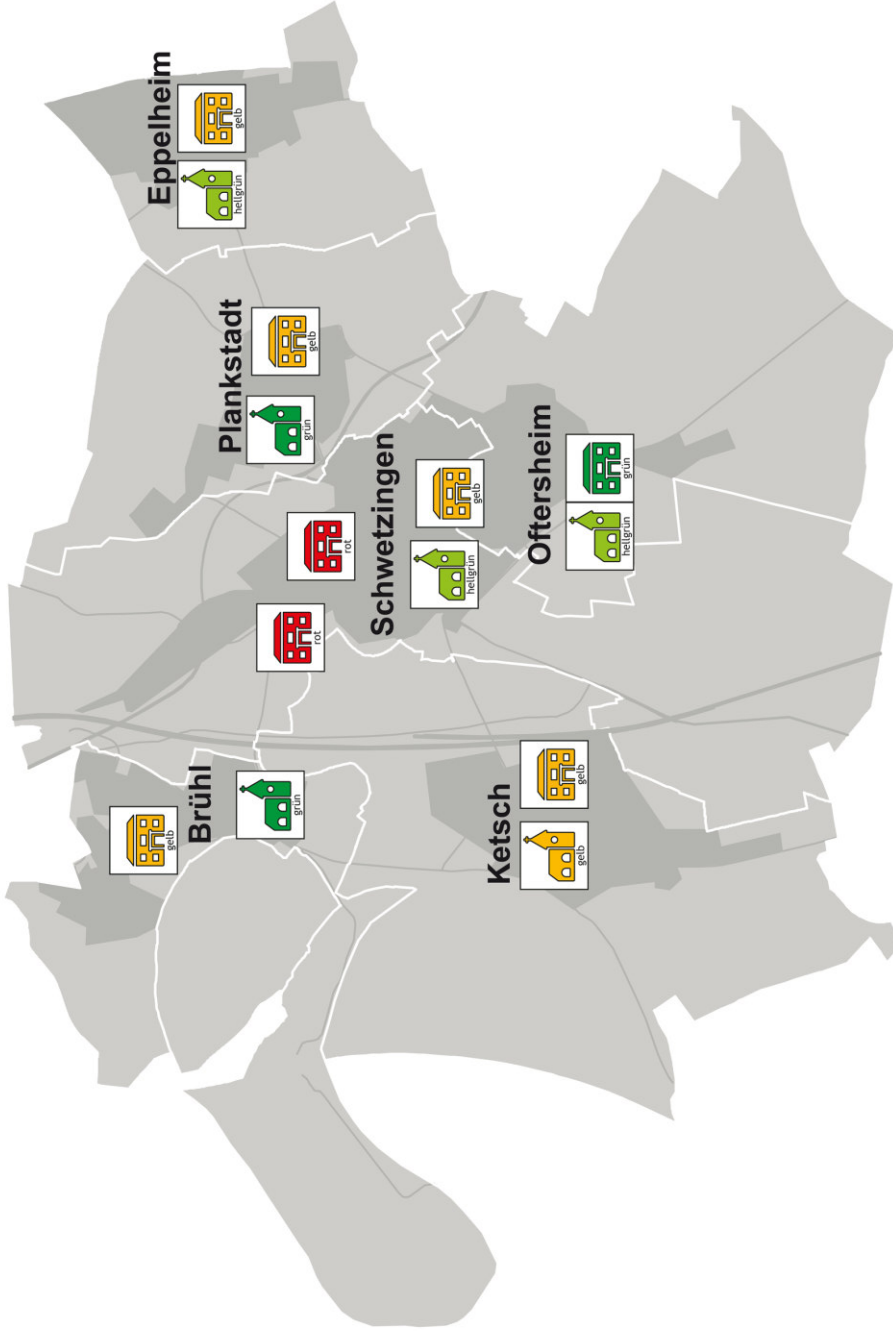 Eppelheim
hellgrün
gelb
Plankstadt
grün
gelb
rot
rot
Schwetzingen
hellgrün
gelb
Oftersheim
hellgrün
grün
Brühl
gelb
grün
Ketsch
gelb
gelb